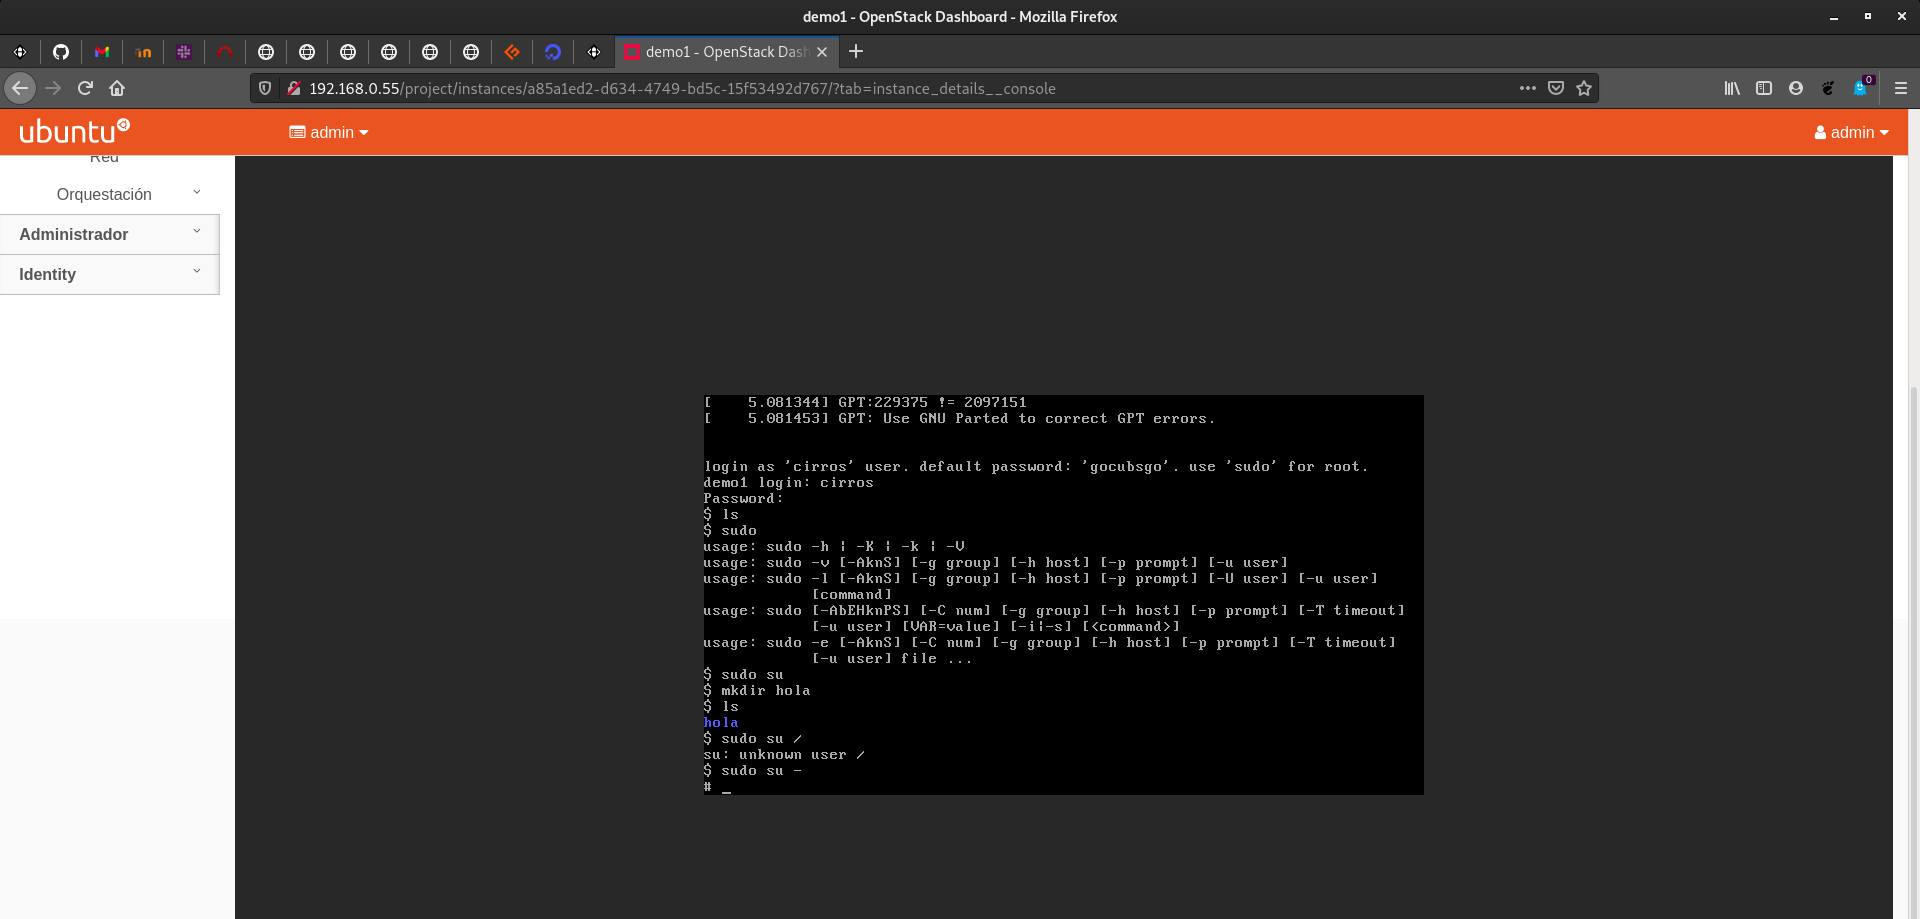 demo1 - OpenStack Dashboard - Mozilla Firefox
demo1 - OpenStack Dash
192.168.0.55/project/instances/a85a1ed2-d634-4749-bd5c-15f53492d767/?tab=instance_details__console
0
ubuntu
admin
admin
Red
Orquestación
Administrador
Identity
[    5.081344] GPT:229375 != 2097151
[    5.081453] GPT: Use GNU Parted to correct GPT errors.
login as 'cirros' user. default password: 'gocubsgo'. use 'sudo' for root.
demo1 login: cirros
Password:
$ ls
$ sudo
usage: sudo -h | -K | -k | -V
usage: sudo -v [-AknS] [-g group] [-h host] [-p prompt] [-u user]
usage: sudo -l [-AknS] [-g group] [-h host] [-p prompt] [-U user] [-u user]
            [command]
usage: sudo [-AbEHknPS] [-C num] [-g group] [-h host] [-p prompt] [-T timeout]
            [-u user] [VAR=value] [-i|-s] [<command>]
usage: sudo -e [-AknS] [-C num] [-g group] [-h host] [-p prompt] [-T timeout]
            [-u user] file ...
$ sudo su
$ mkdir hola
$ ls
hola
$ sudo su /
su: unknown user /
$ sudo su -
# _